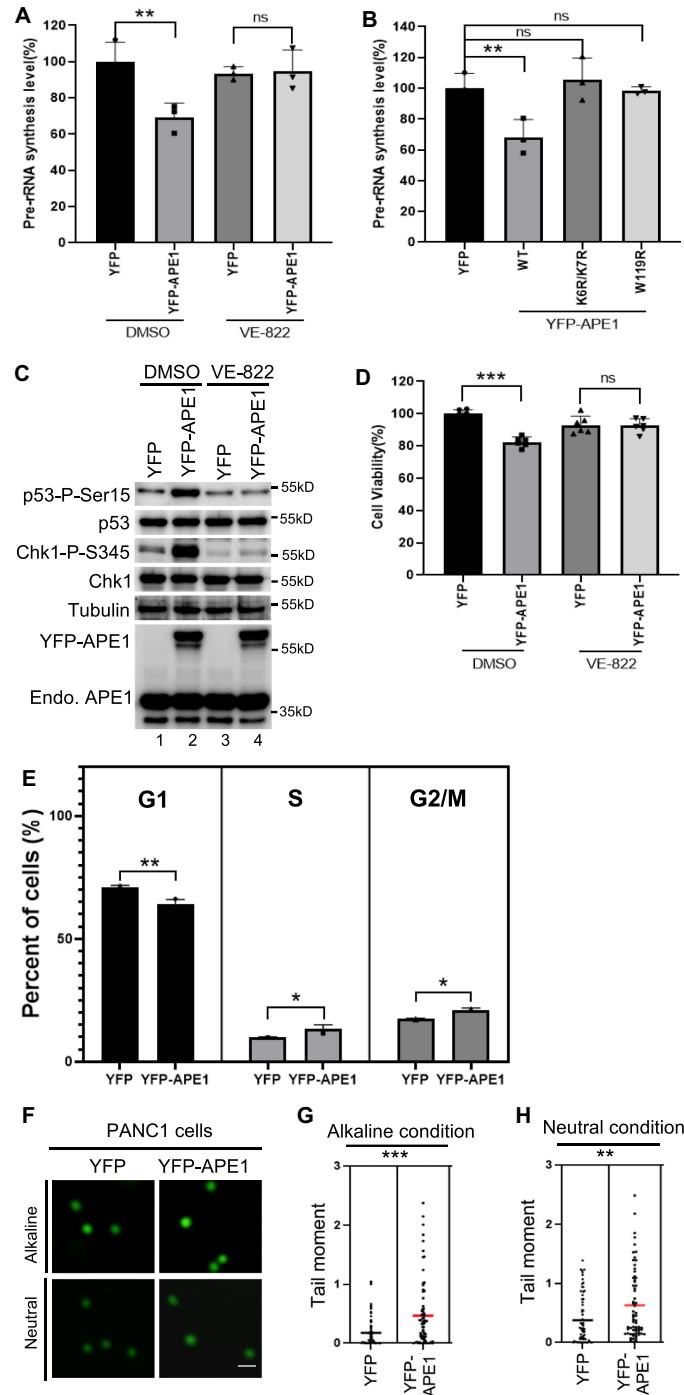 A
Pre-rRNA synthesis level(%)
120
100
80
60
40
20
0
**
ns
YFP
YFP-APE1
YFP
YFP-APE1
DMSO
VE-822
B
Pre-rRNA synthesis level(%)
140
120
100
80
60
40
20
0
ns
ns
**
YFP
WT
K6R/K7R
W119R
YFP-APE1
C
DMSO VE-822
YFP
YFP-APE1
YFP
YFP-APE1
p53-P-Ser15
55kD
p53
55kD
Chk1-P-S345
55kD
Chk1
Tubulin
55kD
YFP-APE1
55kD
Endo. APE1
35kD
1 2 3 4
D
Cell Viability(%)
120
100
80
60
40
20
0
***
ns
YFP
YFP-APE1
YFP
YFP-APE1
DMSO
VE-822
E
Percent of cells (%)
100
50
0
G1 S G2/M
**
*
*
YFP YFP-APE1 YFP YFP-APE1 YFP YFP-APE1
F
PANC1 cells
YFP YFP-APE1
Alkaline
Neutral
G
Alkaline condition
***
Tail moment
3
2
1
0
YFP
YFP-
APE1
H
Neutral condition
**
Tail moment
3
2
1
0
YFP
YFP-
APE1